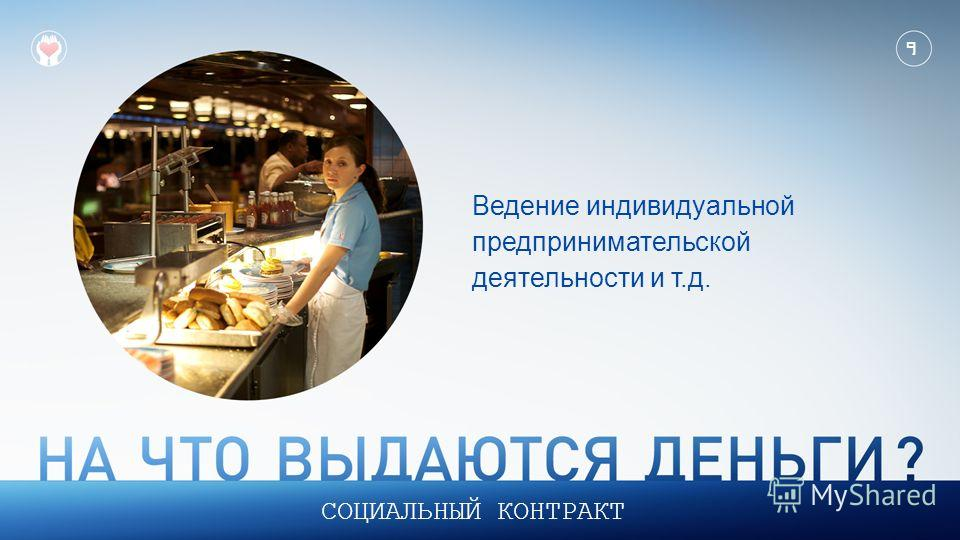 9
Ведение индивидуальной
предпринимательской
деятельности и т.д.
НА ЧТО ВЫДАЮТСЯ ДЕНЬГИ?
СОЦИАЛЬНЫЙ КОНТРАКТ
MyShared